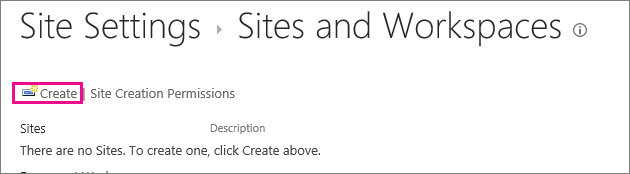 Site Settings ▸ Sites and Workspaces
Create | Site Creation Permissions
Sites Description
There are no Sites. To create one, click Create above.